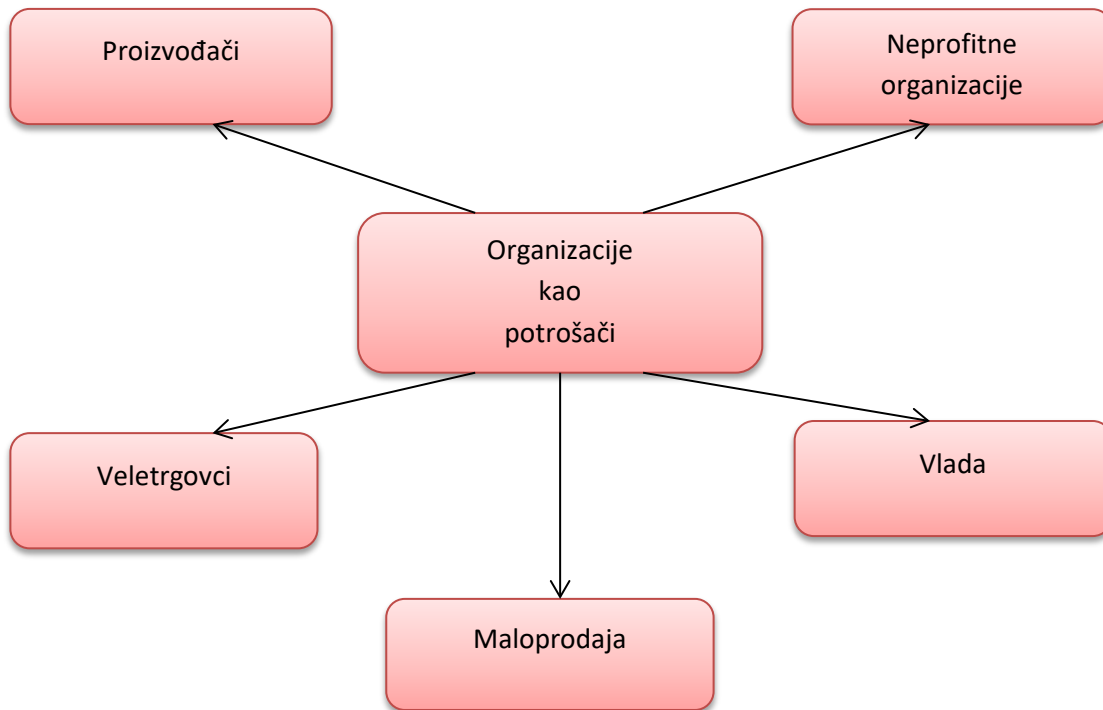 Proizvođači
Neprofitne
organizacije
Organizacije
kao
potrošači
Veletrgovci
Vlada
Maloprodaja